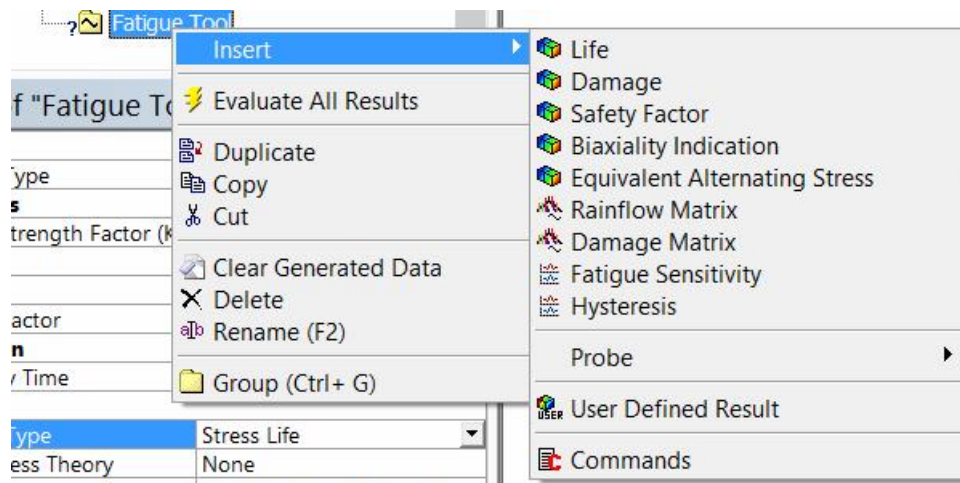 Fatigue Tool
Insert
Evaluate All Results
Duplicate
Copy
Cut
Clear Generated Data
Delete
Rename (F2)
Group (Ctrl+ G)
Life
Damage
Safety Factor
Biaxiality Indication
Equivalent Alternating Stress
Rainflow Matrix
Damage Matrix
Fatigue Sensitivity
Hysteresis
Probe
USER User Defined Result
Commands
f "Fatigue To
ype
s
trength Factor (K
actor
n
y Time
Type Stress Life
ess Theory None